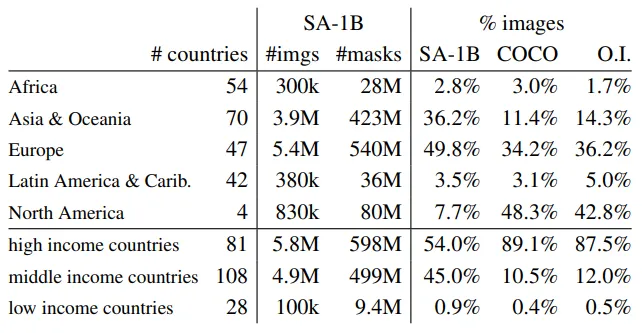 SA-1B % images
# countries #imgs #masks SA-1B COCO O.I.
Africa 54 300k 28M 2.8% 3.0% 1.7%
Asia & Oceania 70 3.9M 423M 36.2% 11.4% 14.3%
Europe 47 5.4M 540M 49.8% 34.2% 36.2%
Latin America & Carib. 42 380k 36M 3.5% 3.1% 5.0%
North America 4 830k 80M 7.7% 48.3% 42.8%
high income countries 81 5.8M 598M 54.0% 89.1% 87.5%
middle income countries 108 4.9M 499M 45.0% 10.5% 12.0%
low income countries 28 100k 9.4M 0.9% 0.4% 0.5%